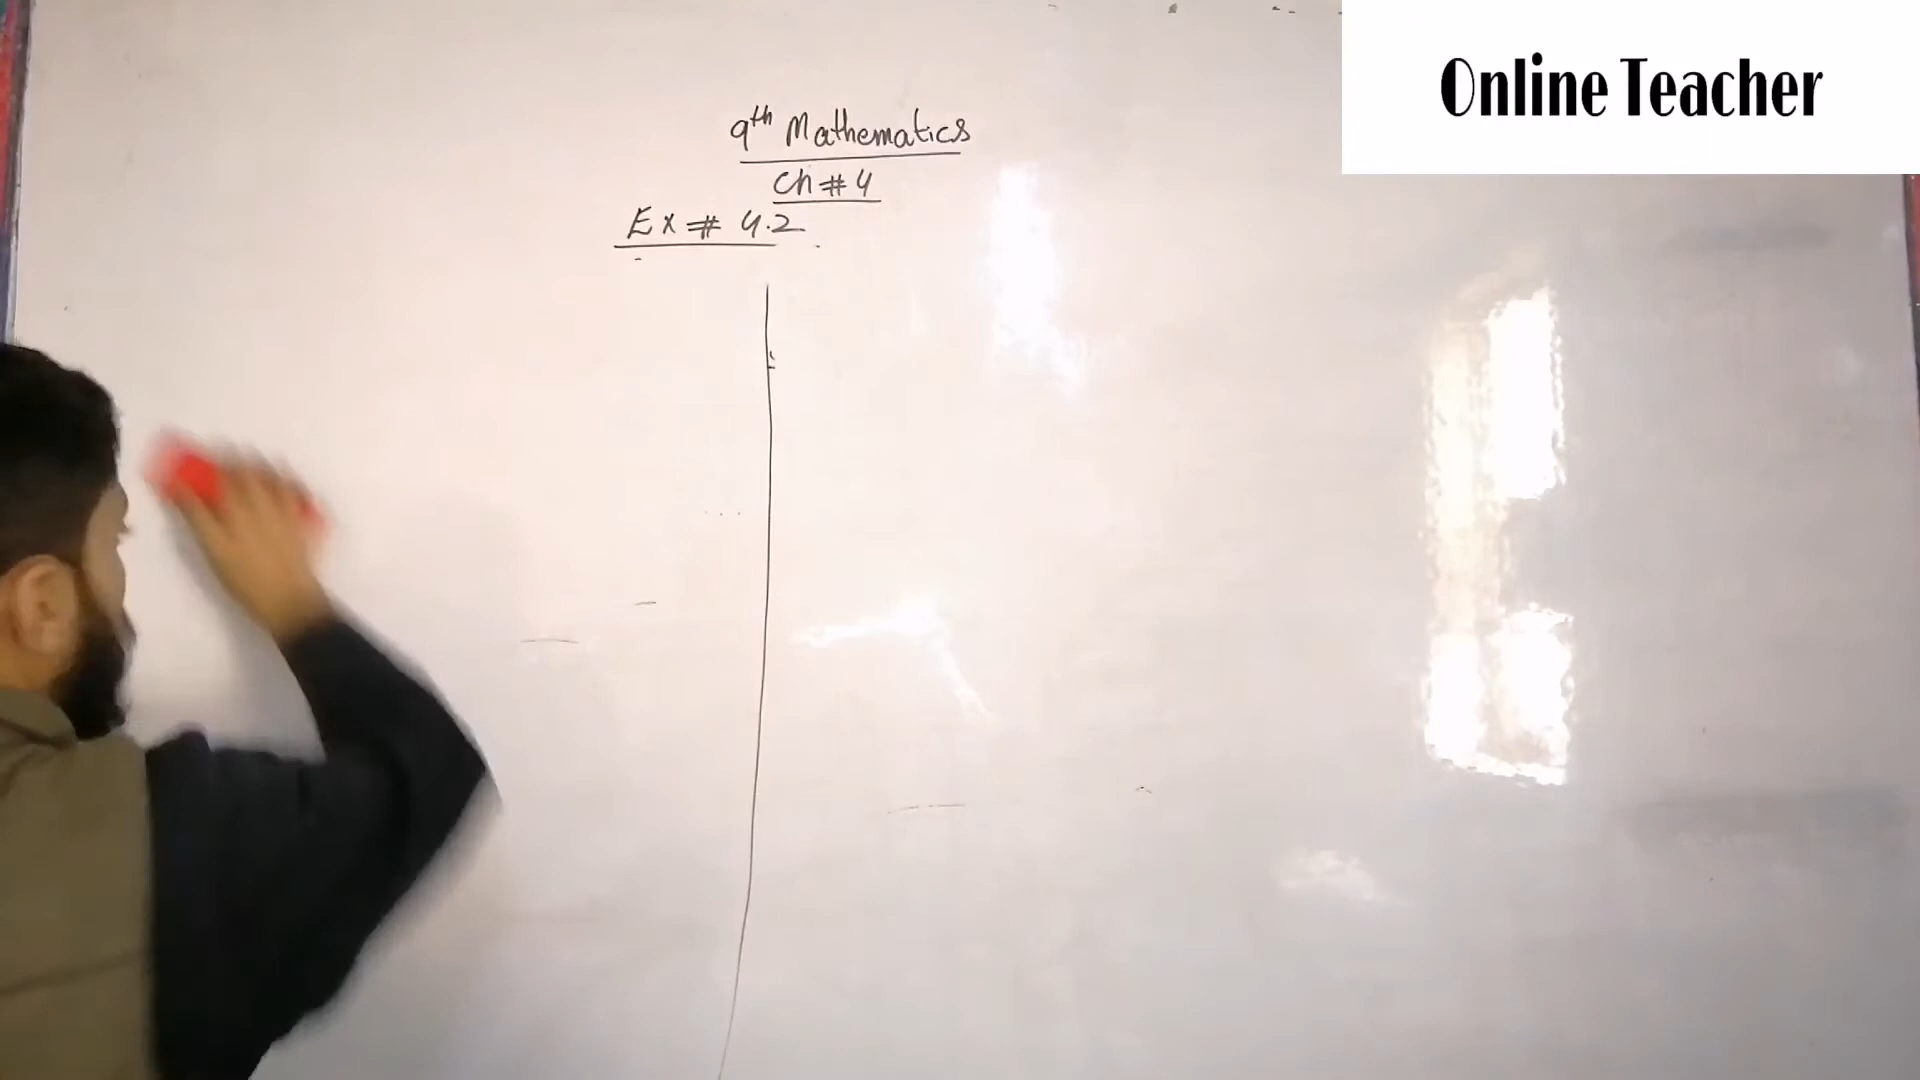 Online Teacher
9th Mathematics
Ch # 4
Ex # 4.2